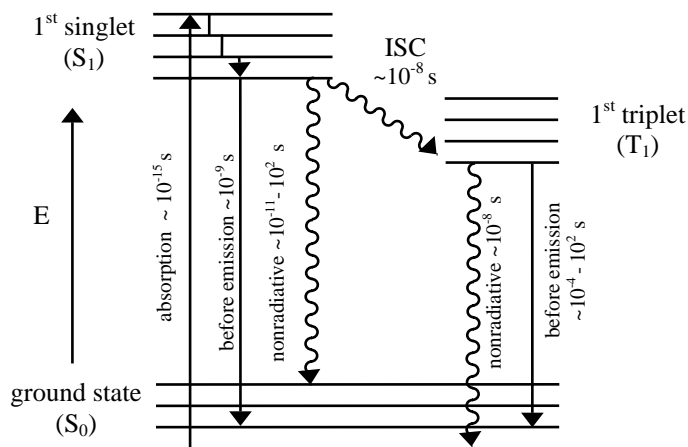 1ˢᵗ singlet
(S₁)
ISC
~10⁻⁸ s
1ˢᵗ triplet
(T₁)
E
absorption ~ 10⁻¹⁵ s
before emission ~10⁻⁹ s
nonradiative ~10⁻¹¹ - 10² s
nonradiative ~10⁻⁸ s
before emission
~10⁻⁴ - 10² s
ground state
(S₀)